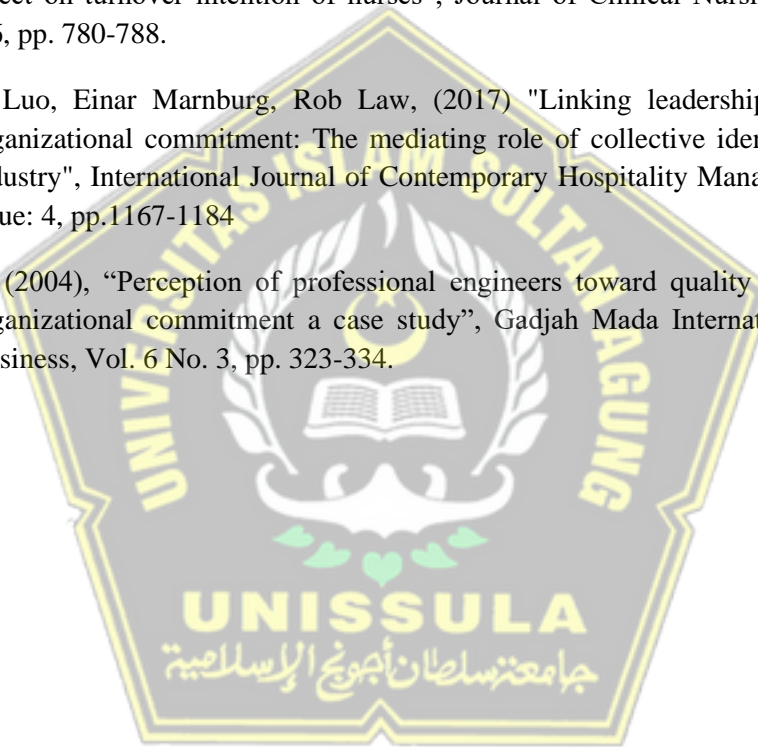 ect on turnover intention of nurses", Journal of Clinical Nursi
, pp. 780-788.
Luo, Einar Marnburg, Rob Law, (2017) "Linking leadership
ganizational commitment: The mediating role of collective iden
dustry", International Journal of Contemporary Hospitality Mana
ue: 4, pp.1167-1184
(2004), “Perception of professional engineers toward quality
ganizational commitment a case study”, Gadjah Mada Internat
siness, Vol. 6 No. 3, pp. 323-334.
UNIVERSITAS ISLAM SULTAN AGUNG
UNISSULA
جامعة سلطان أجونج الإسلامية